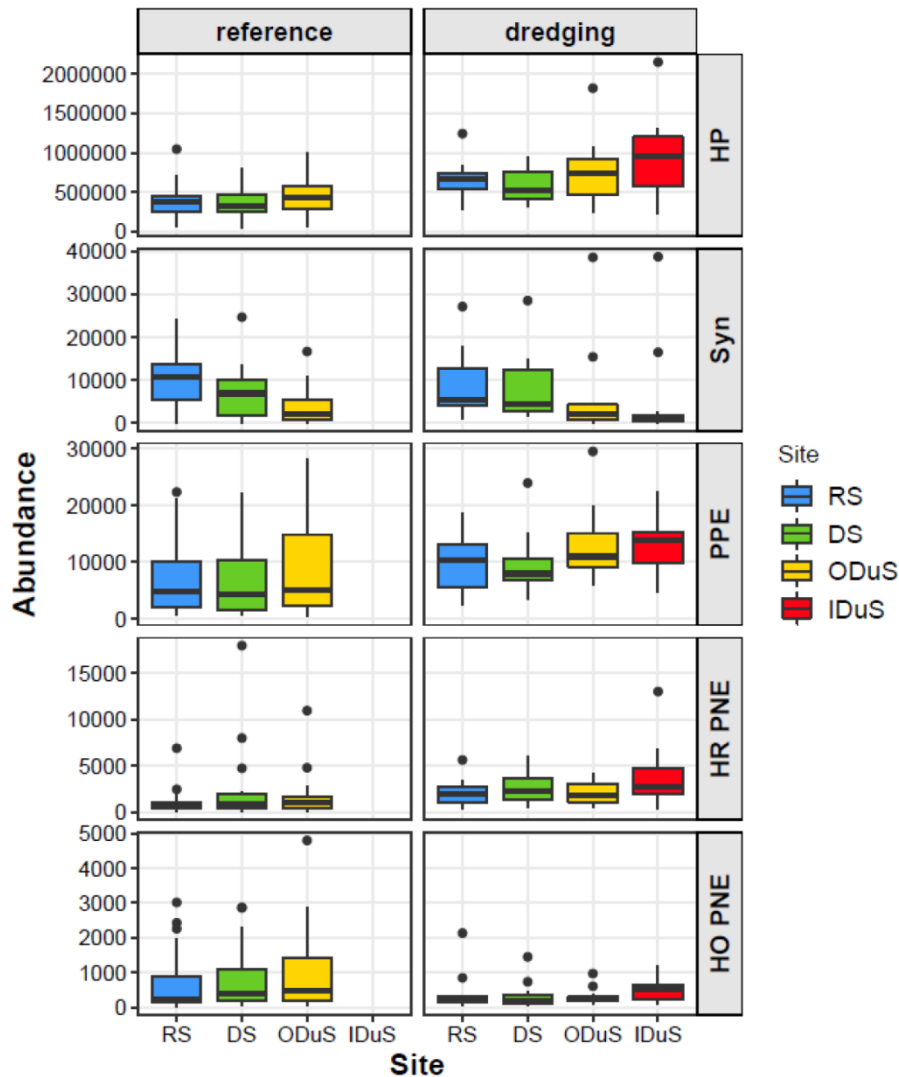 reference dredging
2000000
1500000
1000000
500000
0
HP
40000
30000
20000
10000
0
Syn
30000
20000
10000
0
PPE
15000
10000
5000
0
HR PNE
5000
4000
3000
2000
1000
0
HO PNE
Abundance
RS DS ODuS IDuS RS DS ODuS IDuS
Site
Site
RS
DS
ODuS
IDuS